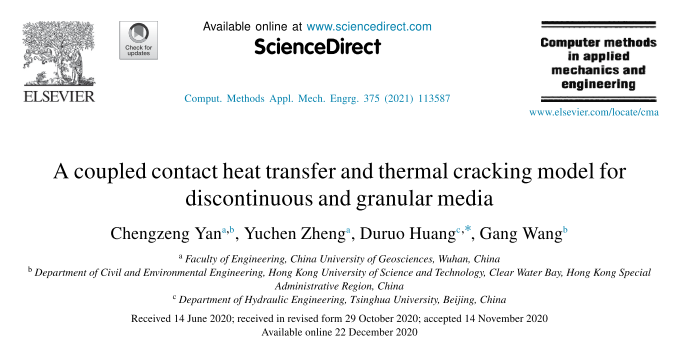 Available online at www.sciencedirect.com
ScienceDirect
Check for
updates
ELSEVIER
Comput. Methods Appl. Mech. Engrg. 375 (2021) 113587
Computer methods
in applied
mechanics and
engineering
www.elsevier.com/locate/cma
A coupled contact heat transfer and thermal cracking model for
discontinuous and granular media
Chengzeng Yana,b, Yuchen Zhenga, Duruo Huangc,*, Gang Wangb
a Faculty of Engineering, China University of Geosciences, Wuhan, China
b Department of Civil and Environmental Engineering, Hong Kong University of Science and Technology, Clear Water Bay, Hong Kong Special
Administrative Region, China
c Department of Hydraulic Engineering, Tsinghua University, Beijing, China
Received 14 June 2020; received in revised form 29 October 2020; accepted 14 November 2020
Available online 22 December 2020